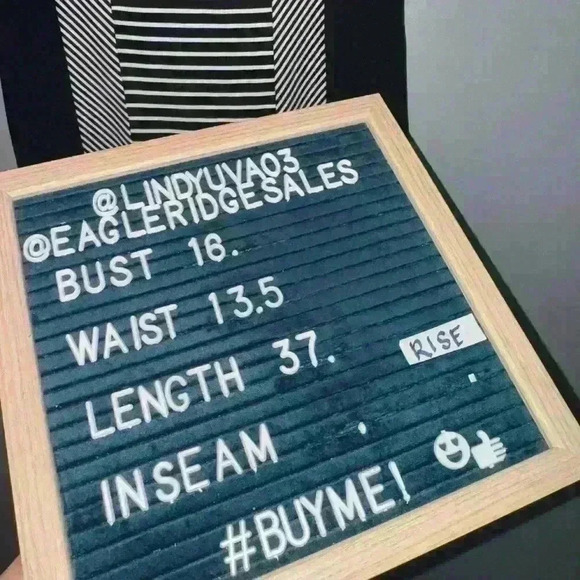 @LINDYUVA03
@EAGLERIDGESALES
BUST 16.
WAIST 13.5
LENGTH 37.
RISE
INSEAM .
#BUYME!